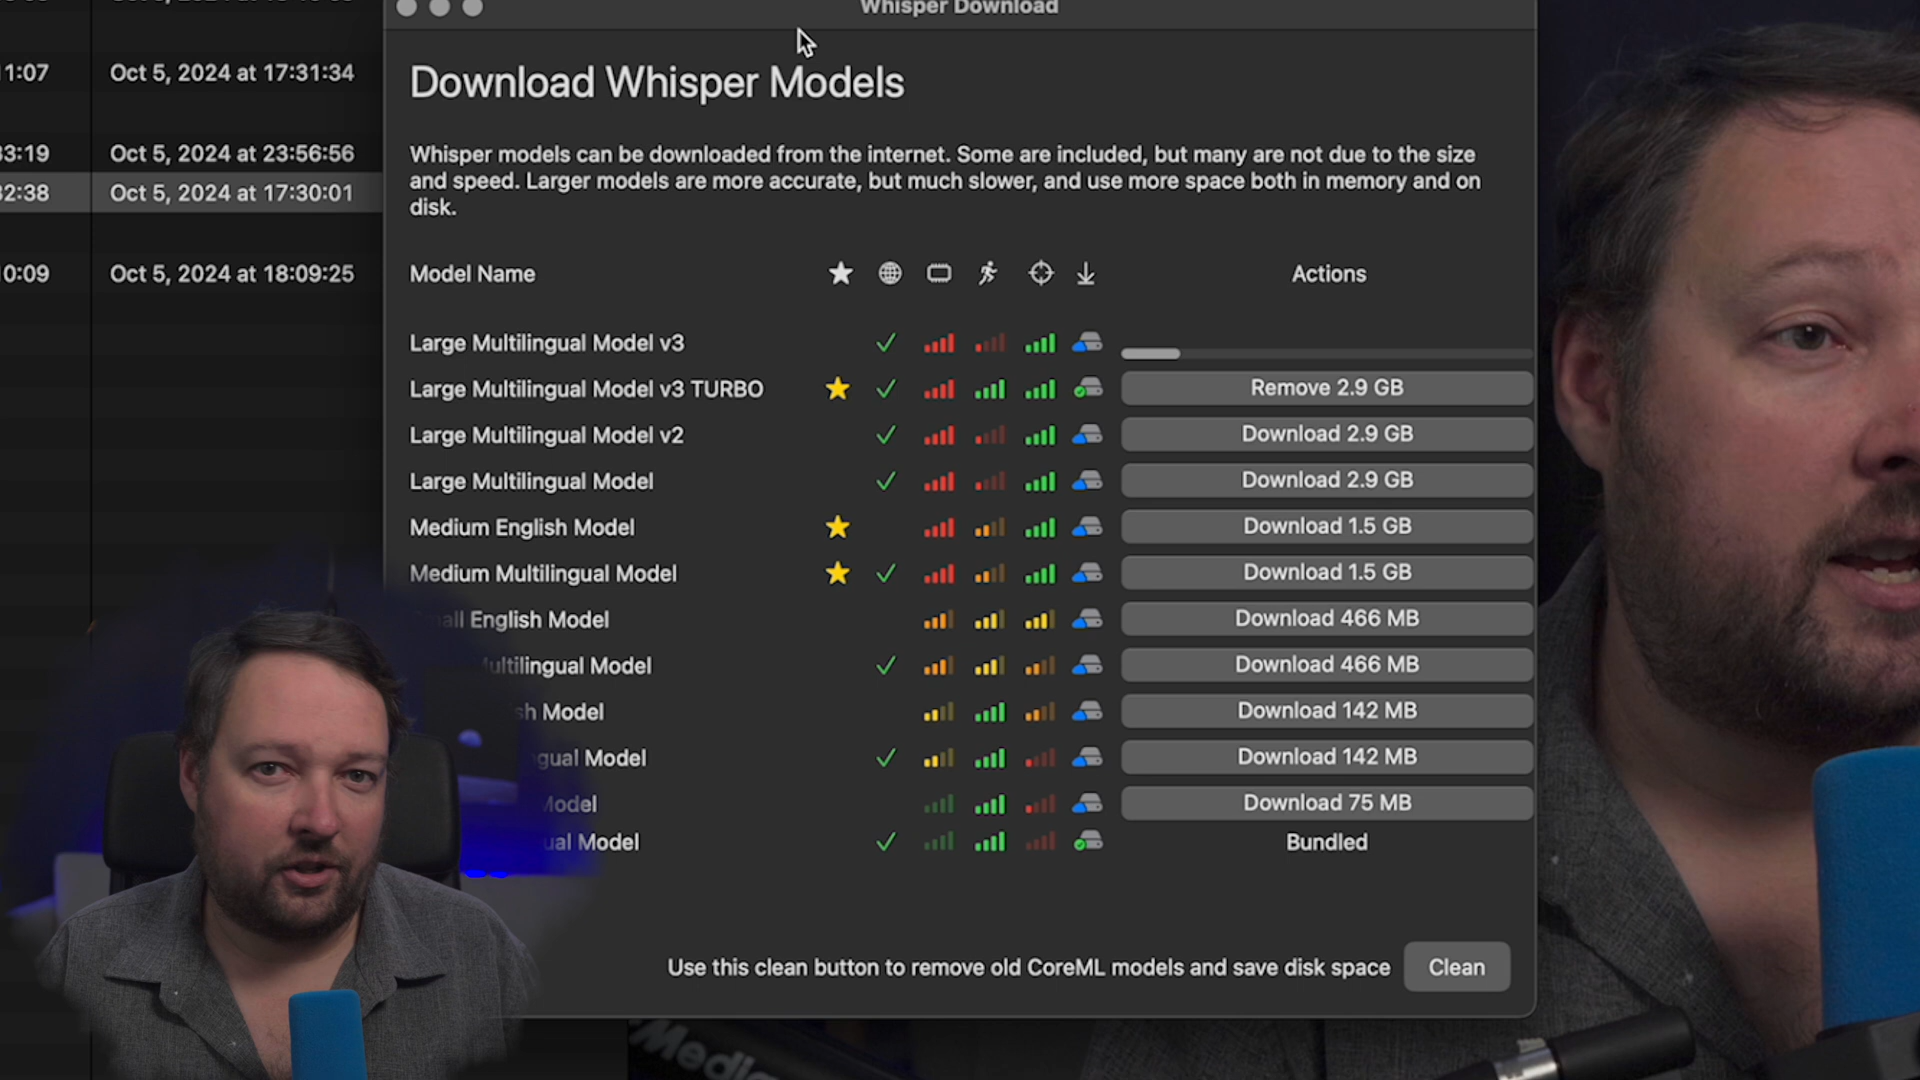 Whisper Download
1:07 Oct 5, 2024 at 17:31:34
33:19 Oct 5, 2024 at 23:56:56
32:38 Oct 5, 2024 at 17:30:01
0:09 Oct 5, 2024 at 18:09:25
Download Whisper Models
Whisper models can be downloaded from the internet. Some are included, but many are not due to the size
and speed. Larger models are more accurate, but much slower, and use more space both in memory and on
disk.
Model Name Actions
Large Multilingual Model v3
Large Multilingual Model v3 TURBO Remove 2.9 GB
Large Multilingual Model v2 Download 2.9 GB
Large Multilingual Model Download 2.9 GB
Medium English Model Download 1.5 GB
Medium Multilingual Model Download 1.5 GB
English Model Download 466 MB
Model Download 466 MB
Model Download 142 MB
Model Download 142 MB
Model Download 75 MB
Model Bundled
Use this clean button to remove old CoreML models and save disk space Clean